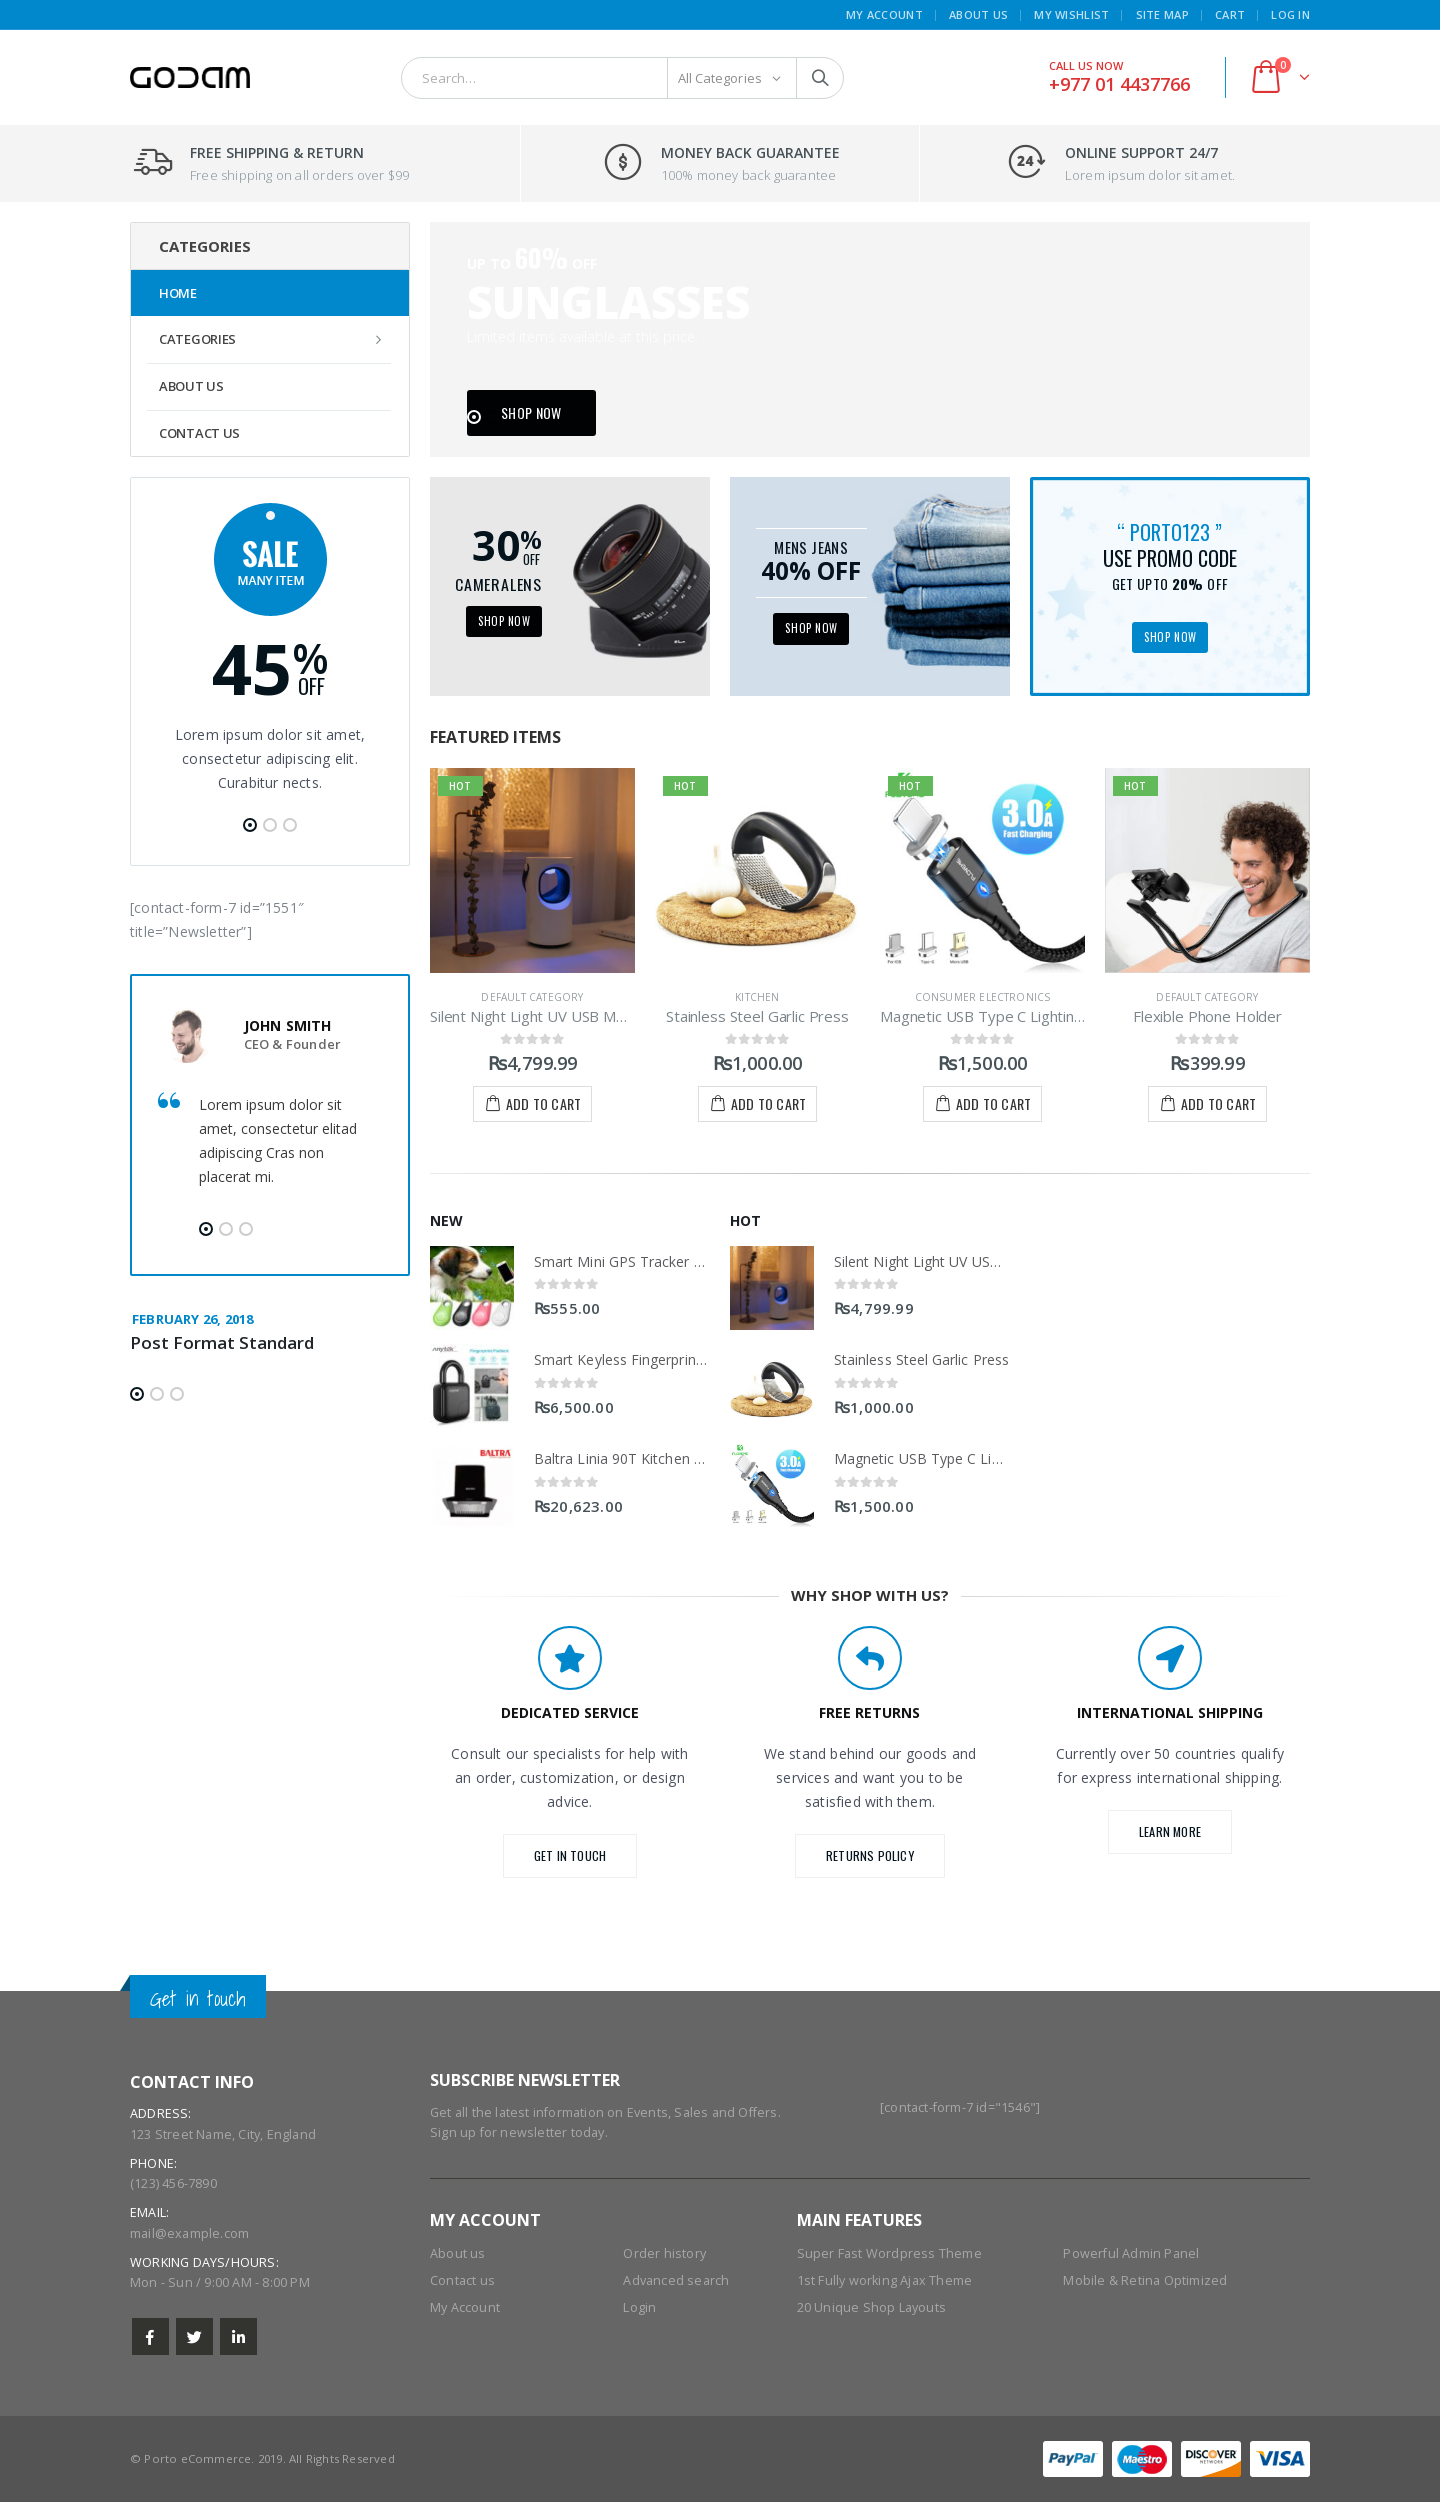 MY ACCOUNT
ABOUT US
MY WISHLIST
SITE MAP
CART
LOG IN
GODAM
Search...
All Categories
CALL US NOW
+977 01 4437766
0
FREE SHIPPING & RETURN
Free shipping on all orders over $99
MONEY BACK GUARANTEE
100% money back guarantee
24
ONLINE SUPPORT 24/7
Lorem ipsum dolor sit amet.
CATEGORIES
HOME
CATEGORIES
ABOUT US
CONTACT US
UP TO 60% OFF
SUNGLASSES
Limited items available at this price
SHOP NOW
SALE
MANY ITEM
45% OFF
Lorem ipsum dolor sit amet,
consectetur adipiscing elit.
Curabitur nects.
30% OFF
CAMERALENS
SHOP NOW
MENS JEANS
40% OFF
SHOP NOW
“ PORTO123 ”
USE PROMO CODE
GET UPTO 20% OFF
SHOP NOW
[contact-form-7 id=”1551″
title=”Newsletter”]
JOHN SMITH
CEO & Founder
“
Lorem ipsum dolor sit
amet, consectetur elitad
adipiscing Cras non
placerat mi.
FEBRUARY 26, 2018
Post Format Standard
FEATURED ITEMS
HOT
HOT
HOT
3.0A
Fast Charging
FLOVEME
For iOS
Type-C
Micro USB
HOT
DEFAULT CATEGORY
Silent Night Light UV USB M...
₨4,799.99
ADD TO CART
KITCHEN
Stainless Steel Garlic Press
₨1,000.00
ADD TO CART
CONSUMER ELECTRONICS
Magnetic USB Type C Lightin...
₨1,500.00
ADD TO CART
DEFAULT CATEGORY
Flexible Phone Holder
₨399.99
ADD TO CART
NEW
Smart Mini GPS Tracker ...
₨555.00
Smart Keyless Fingerprin...
₨6,500.00
BALTRA
Baltra Linia 90T Kitchen ...
₨20,623.00
HOT
Silent Night Light UV US...
₨4,799.99
Stainless Steel Garlic Press
₨1,000.00
3.0A
Magnetic USB Type C Li...
₨1,500.00
WHY SHOP WITH US?
DEDICATED SERVICE
Consult our specialists for help with
an order, customization, or design
advice.
GET IN TOUCH
FREE RETURNS
We stand behind our goods and
services and want you to be
satisfied with them.
RETURNS POLICY
INTERNATIONAL SHIPPING
Currently over 50 countries qualify
for express international shipping.
LEARN MORE
Get in touch
CONTACT INFO
ADDRESS:
123 Street Name, City, England
PHONE:
(123) 456-7890
EMAIL:
mail@example.com
WORKING DAYS/HOURS:
Mon - Sun / 9:00 AM - 8:00 PM
SUBSCRIBE NEWSLETTER
Get all the latest information on Events, Sales and Offers.
Sign up for newsletter today.
[contact-form-7 id="1546"]
MY ACCOUNT
About us
Contact us
My Account
Order history
Advanced search
Login
MAIN FEATURES
Super Fast Wordpress Theme
1st Fully working Ajax Theme
20 Unique Shop Layouts
Powerful Admin Panel
Mobile & Retina Optimized
© Porto eCommerce. 2019. All Rights Reserved
PayPal
Maestro
DISCOVER
NETWORK
VISA